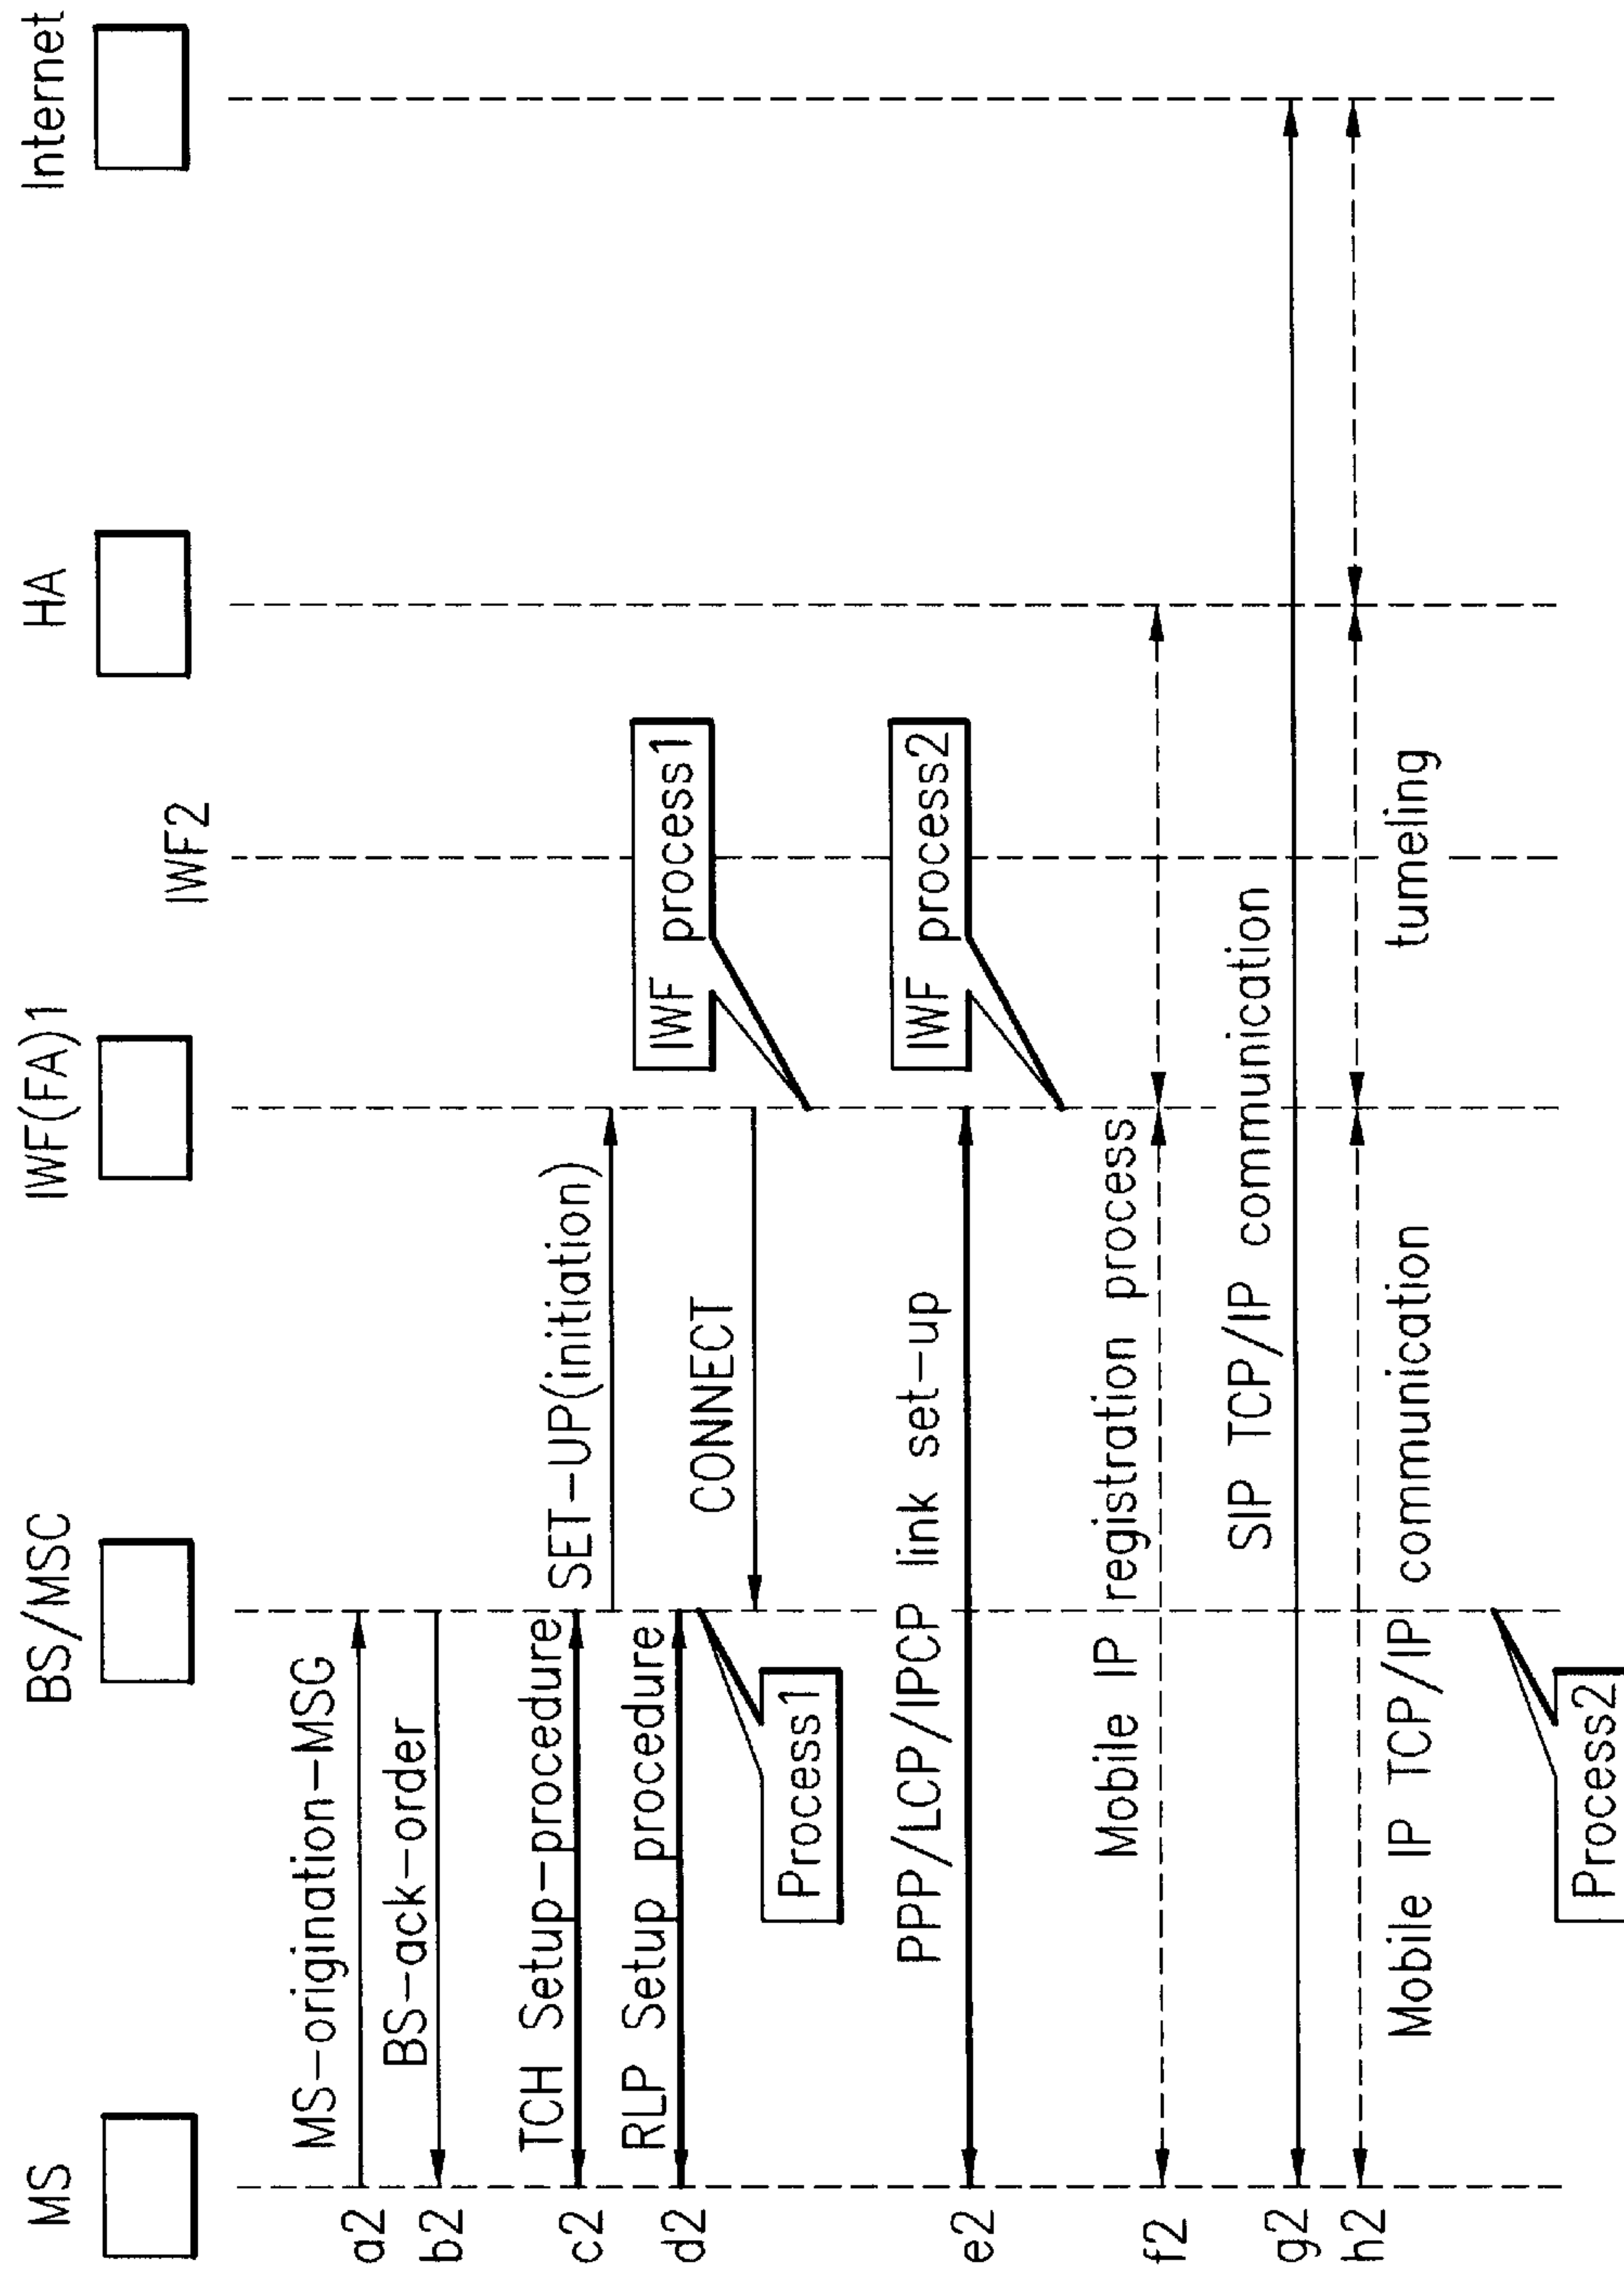 MS
BS/MSC
IWF(FA)1
IWF2
HA
Internet
a2
MS-origination-MSG
b2
BS-ack-order
c2
TCH Setup-procedure
SET-UP(initiation)
d2
RLP Setup procedure
IWF process1
CONNECT
Process1
e2
PPP/LCP/IPCP link set-up
IWF process2
f2
Mobile IP registration process
g2
SIP TCP/IP communication
h2
Mobile IP TCP/IP communication
tumeling
Process2